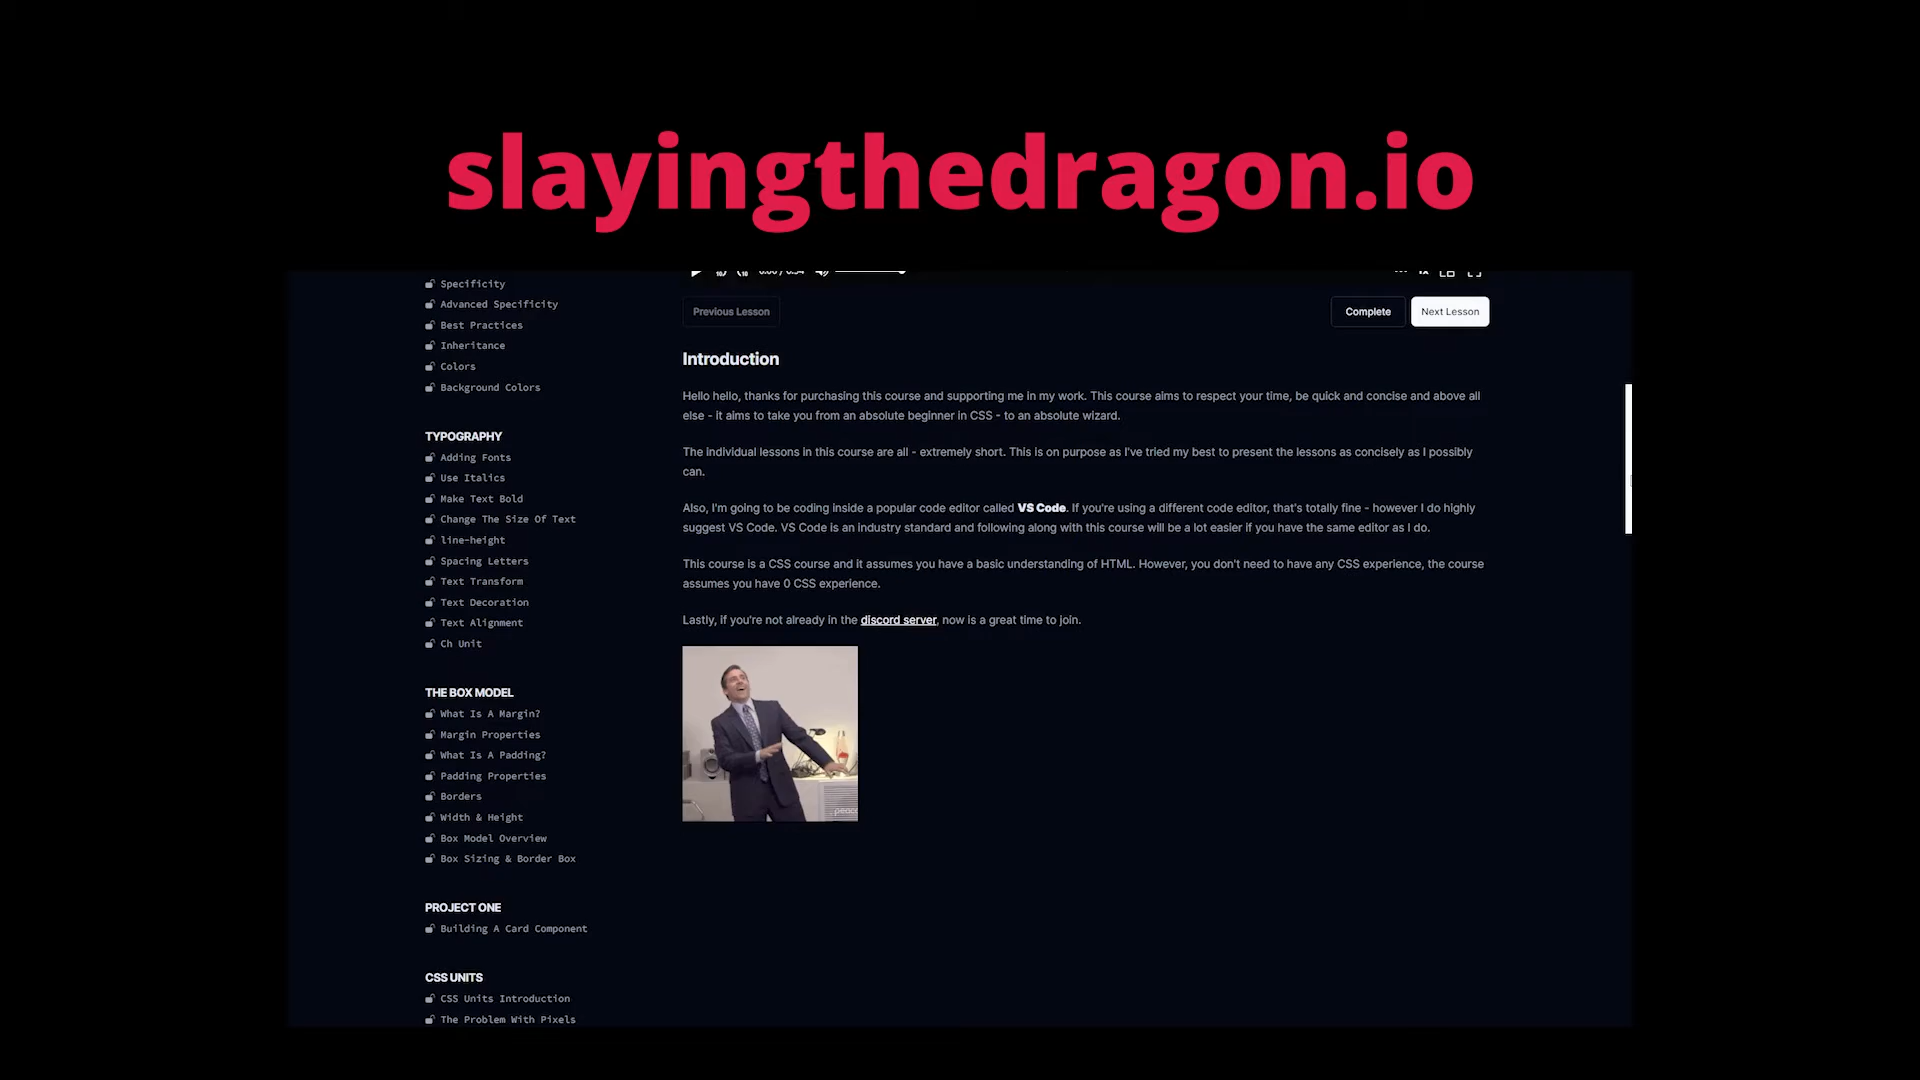 slayingthedragon.io
Specificity
Advanced Specificity
Best Practices
Inheritance
Colors
Background Colors
TYPOGRAPHY
Adding Fonts
Use Italics
Make Text Bold
Change The Size Of Text
line-height
Spacing Letters
Text Transform
Text Decoration
Text Alignment
Ch Unit
THE BOX MODEL
What Is A Margin?
Margin Properties
What Is A Padding?
Padding Properties
Borders
Width & Height
Box Model Overview
Box Sizing & Border Box
PROJECT ONE
Building A Card Component
CSS UNITS
CSS Units Introduction
The Problem With Pixels
Previous Lesson
Complete
Next Lesson
Introduction
Hello hello, thanks for purchasing this course and supporting me in my work. This course aims to respect your time, be quick and concise and above all
else - it aims to take you from an absolute beginner in CSS - to an absolute wizard.
The individual lessons in this course are all - extremely short. This is on purpose as I've tried my best to present the lessons as concisely as I possibly
can.
Also, I'm going to be coding inside a popular code editor called VS Code. If you're using a different code editor, that's totally fine - however I do highly
suggest VS Code. VS Code is an industry standard and following along with this course will be a lot easier if you have the same editor as I do.
This course is a CSS course and it assumes you have a basic understanding of HTML. However, you don't need to have any CSS experience, the course
assumes you have 0 CSS experience.
Lastly, if you're not already in the discord server, now is a great time to join.